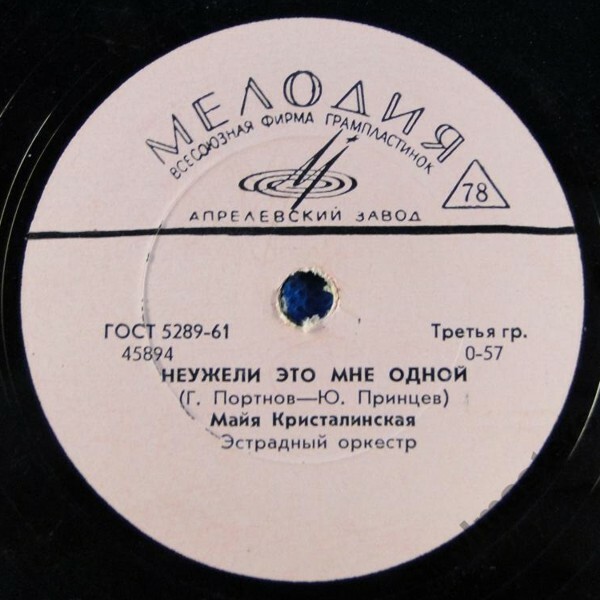 МЕЛОДИЯ
ВСЕСОЮЗНАЯ ФИРМА ГРАМПЛАСТИНОК
78
АПРЕЛЕВСКИЙ ЗАВОД
ГОСТ 5289-61
Третья гр.
45894
0-57
НЕУЖЕЛИ ЭТО МНЕ ОДНОЙ
(Г. Портнов—Ю. Принцев)
Майя Кристалинская
Эстрадный оркестр